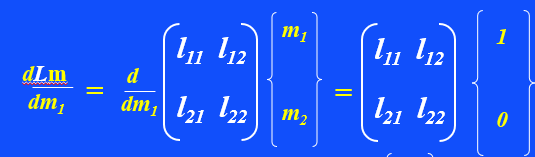 dLm/dm₁ = d/dm₁ (l₁₁ l₁₂ l₂₁ l₂₂) {m₁ m₂} = (l₁₁ l₁₂ l₂₁ l₂₂) {1 0}